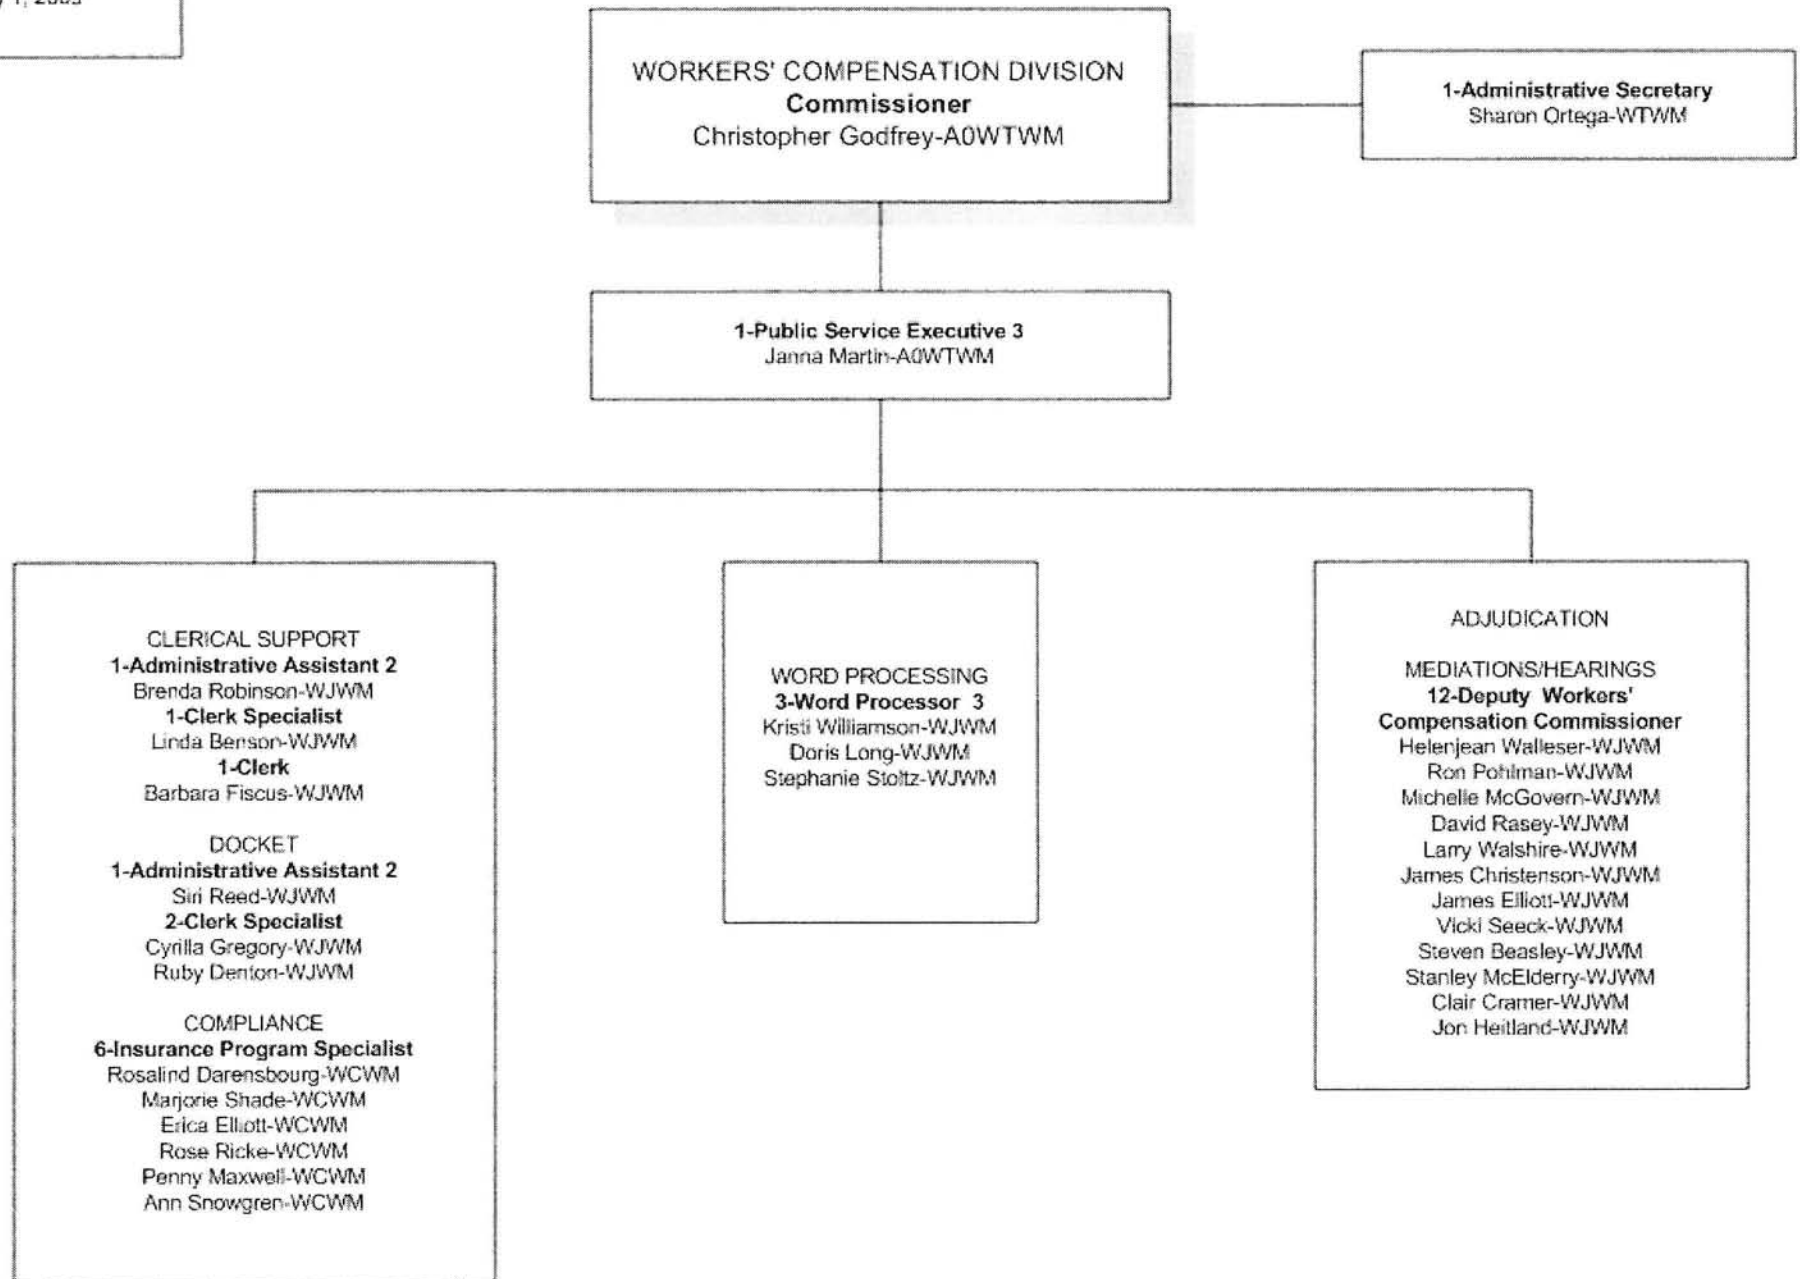 WORKERS' COMPENSATION DIVISION
Commissioner
Christopher Godfrey-A0WTWM
1-Administrative Secretary
Sharon Ortega-WTWM
1-Public Service Executive 3
Janna Martin-A0WTWM
CLERICAL SUPPORT
1-Administrative Assistant 2
Brenda Robinson-WJWM
1-Clerk Specialist
Linda Benson-WJWM
1-Clerk
Barbara Fiscus-WJWM
DOCKET
1-Administrative Assistant 2
Siri Reed-WJWM
2-Clerk Specialist
Cyrilla Gregory-WJWM
Ruby Denton-WJWM
COMPLIANCE
6-Insurance Program Specialist
Rosalind Darensbourg-WCWM
Marjorie Shade-WCWM
Erica Elliott-WCWM
Rose Ricke-WCWM
Penny Maxwell-WCWM
Ann Snowgren-WCWM
WORD PROCESSING
3-Word Processor 3
Kristi Williamson-WJWM
Doris Long-WJWM
Stephanie Stoltz-WJWM
ADJUDICATION
MEDIATIONS/HEARINGS
12-Deputy Workers'
Compensation Commissioner
Helenjean Walleser-WJWM
Ron Pohlman-WJWM
Michelle McGovern-WJWM
David Rasey-WJWM
Larry Walshire-WJWM
James Christenson-WJWM
James Elliott-WJWM
Vicki Seeck-WJWM
Steven Beasley-WJWM
Stanley McElderry-WJWM
Clair Cramer-WJWM
Jon Heitland-WJWM